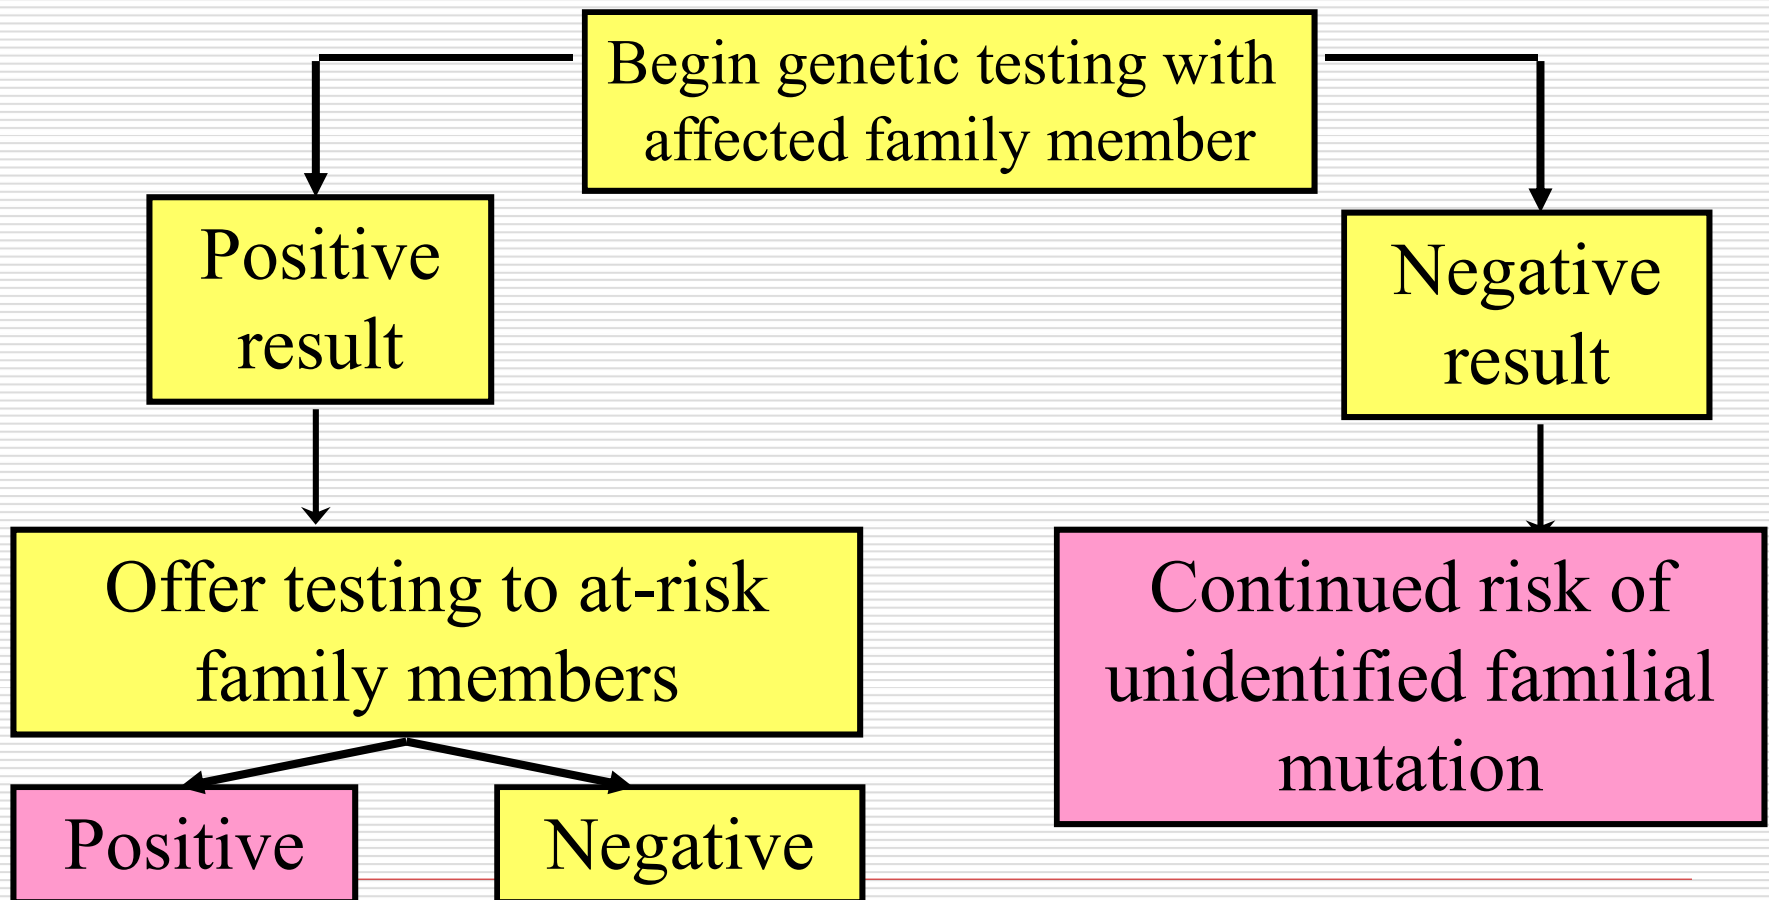 Begin genetic testing with
affected family member
Positive
result
Negative
result
Offer testing to at-risk
family members
Continued risk of
unidentified familial
mutation
Positive
Negative